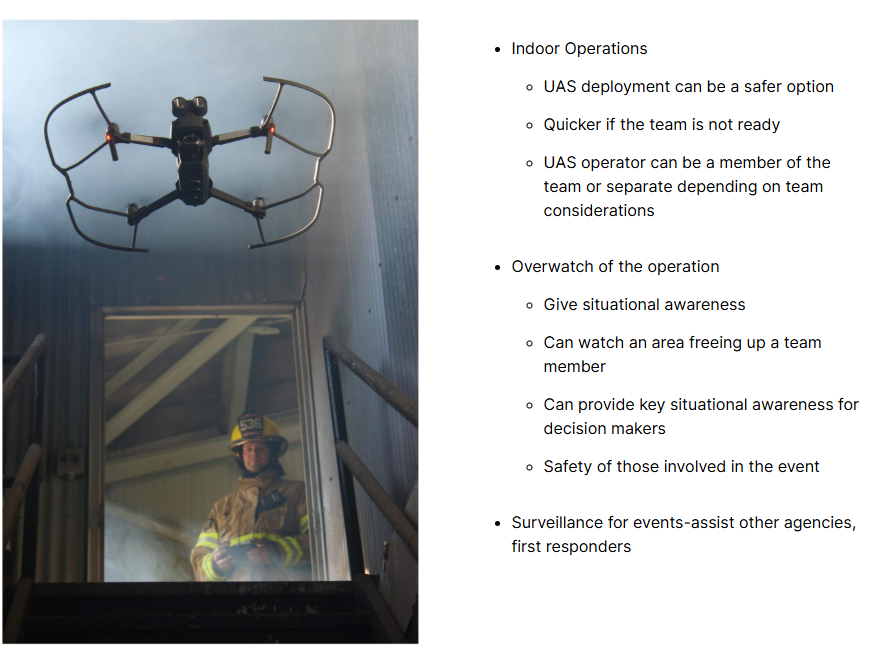 536
• Indoor Operations
◦ UAS deployment can be a safer option
◦ Quicker if the team is not ready
◦ UAS operator can be a member of the
team or separate depending on team
considerations
• Overwatch of the operation
◦ Give situational awareness
◦ Can watch an area freeing up a team
member
◦ Can provide key situational awareness for
decision makers
◦ Safety of those involved in the event
• Surveillance for events-assist other agencies,
first responders